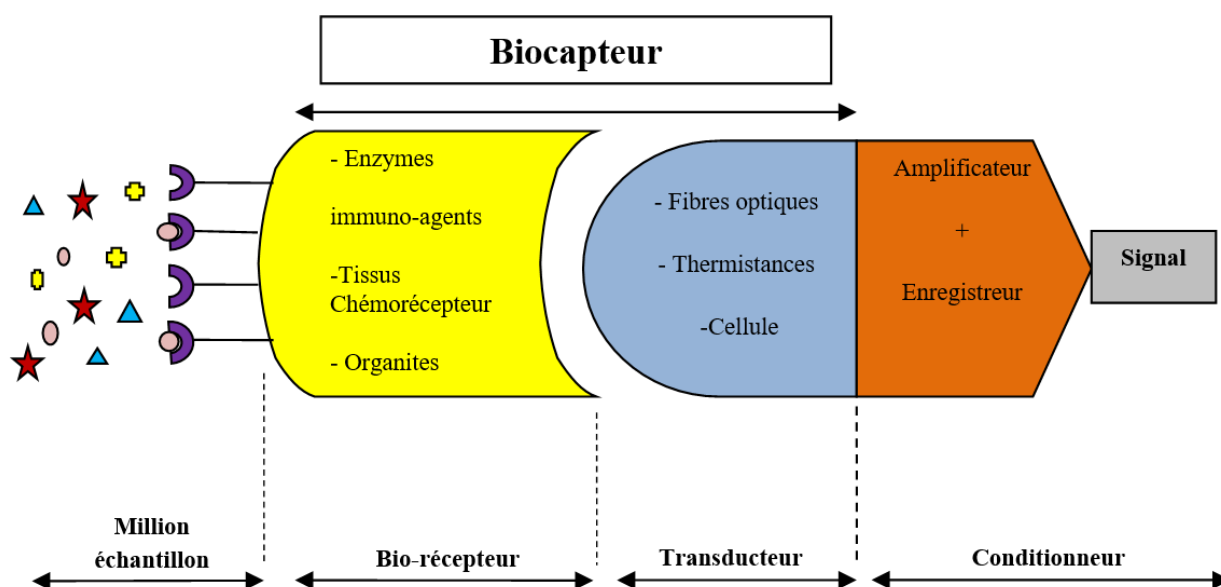 Biocapteur
- Enzymes
immuno-agents
-Tissus
Chémorécepteur
- Organites
- Fibres optiques
- Thermistances
-Cellule
Amplificateur
+
Enregistreur
Signal
Million
échantillon
Bio-récepteur
Transducteur
Conditionneur